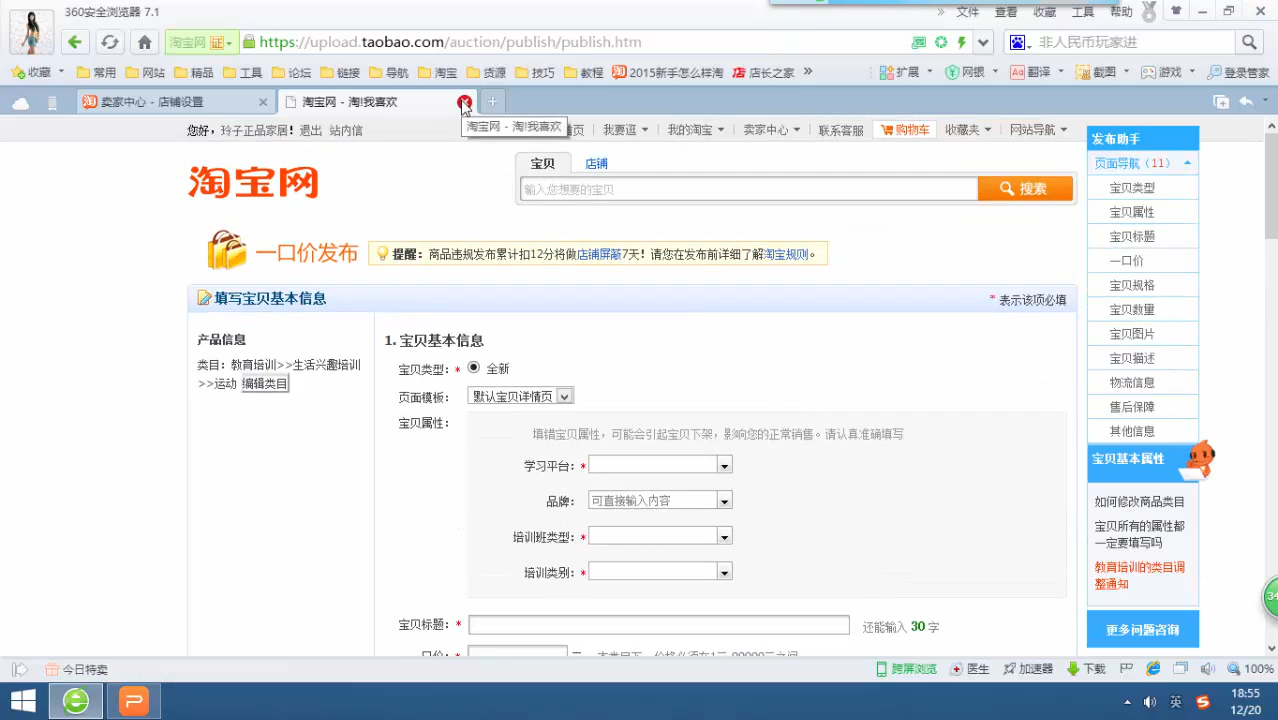 360安全浏览器 7.1
» 文件 查看 收藏 工具 帮助
淘宝网 证 https://upload.taobao.com/auction/publish/publish.htm 非人民币玩家进
收藏 常用 网站 精品 工具 论坛 链接 导航 淘宝 货源 技巧 教程 2015新手怎么样淘 店长之家 » 扩展 网银 翻译 截图 游戏 登录管家
卖家中心 - 店铺设置 淘宝网 - 淘!我喜欢
淘宝网 - 淘!我喜欢
您好, 玲子正品家居! 退出 站内信 首页 我要逛 我的淘宝 卖家中心 联系客服 购物车 收藏夹 网站导航
宝贝 店铺
淘宝网 输入您想要的宝贝 搜索
一口价发布 提醒: 商品违规发布累计扣12分将做店铺屏蔽7天! 请您在发布前详细了解淘宝规则。
填写宝贝基本信息 * 表示该项必填
产品信息
类目: 教育培训>>生活兴趣培训
>>运动 编辑类目
1. 宝贝基本信息
宝贝类型: * 全新
页面模板: 默认宝贝详情页
宝贝属性:
填错宝贝属性, 可能会引起宝贝下架, 影响您的正常销售。请认真准确填写
学习平台: *
品牌: 可直接输入内容
培训班类型: *
培训类别: *
宝贝标题: * 还能输入 30 字
发布助手
页面导航 (11)
宝贝类型
宝贝属性
宝贝标题
一口价
宝贝规格
宝贝数量
宝贝图片
宝贝描述
物流信息
售后保障
其他信息
宝贝基本属性
如何修改商品类目
宝贝所有的属性都
一定要填写吗
教育培训的类目调
整通知
更多问题咨询
34
今日特卖 跨屏浏览 医生 加速器 下载 100%
英 18:55
12/20